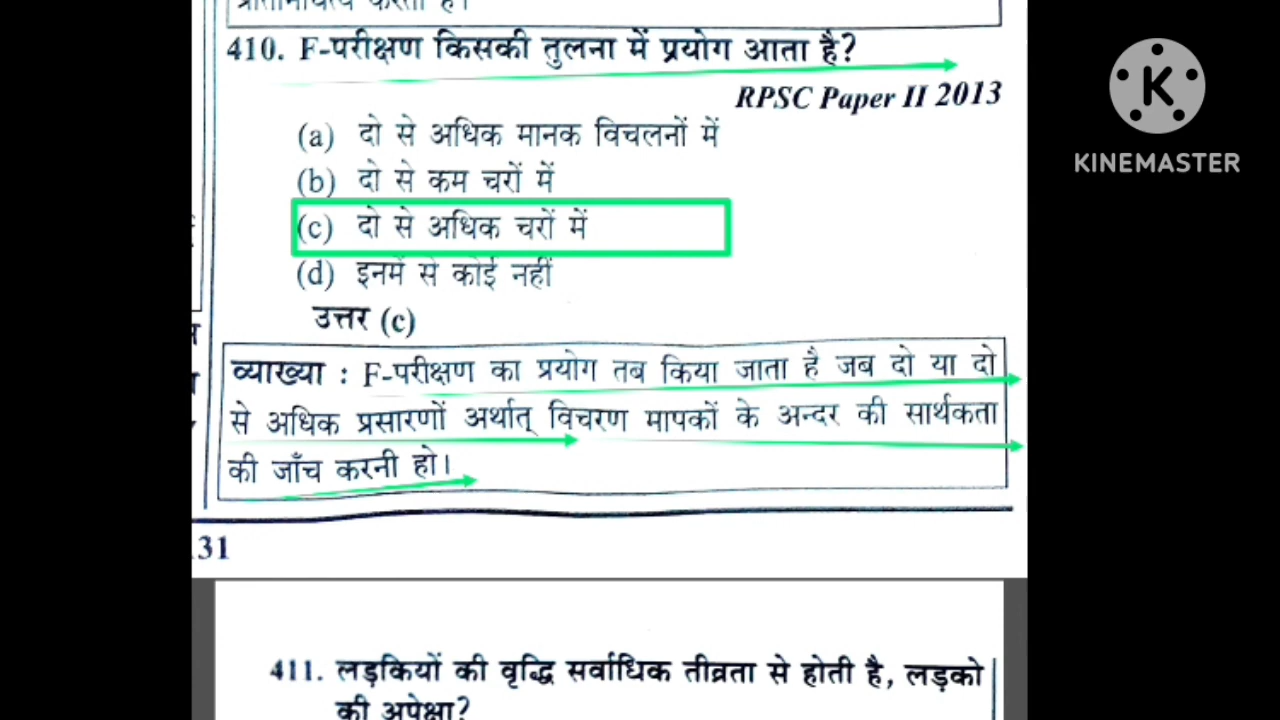 410. F-परीक्षण किसकी तुलना में प्रयोग आता है?
RPSC Paper II 2013
(a) दो से अधिक मानक विचलनों में
(b) दो से कम चरों में
(c) दो से अधिक चरों में
(d) इनमें से कोई नहीं
उत्तर (c)
व्याख्या : F-परीक्षण का प्रयोग तब किया जाता है जब दो या दो
से अधिक प्रसारणों अर्थात् विचरण मापकों के अन्दर की सार्थकता
की जाँच करनी हो।
31
411. लड़कियों की वृद्धि सर्वाधिक तीव्रता से होती है, लड़को
की अपेक्षा?
K
KINEMASTER